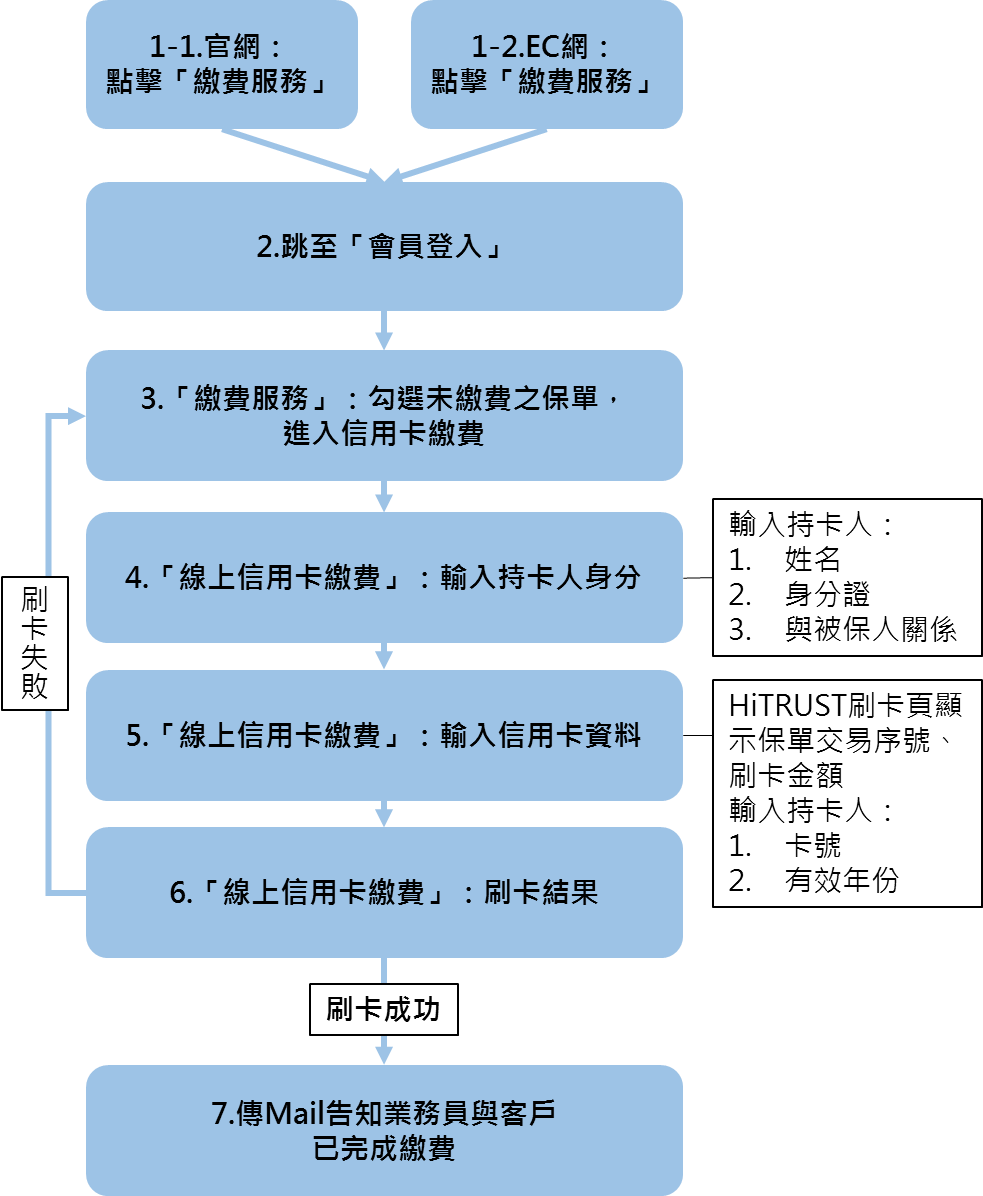 1-1.官網：
點擊「繳費服務」
1-2.EC網：
點擊「繳費服務」
2.跳至「會員登入」
3.「繳費服務」：勾選未繳費之保單，
進入信用卡繳費
4.「線上信用卡繳費」：輸入持卡人身分
輸入持卡人：
1. 姓名
2. 身分證
3. 與被保人關係
刷
卡
失
敗
5.「線上信用卡繳費」：輸入信用卡資料
HiTRUST刷卡頁顯
示保單交易序號、
刷卡金額
輸入持卡人：
1. 卡號
2. 有效年份
6.「線上信用卡繳費」：刷卡結果
刷卡成功
7.傳Mail告知業務員與客戶
已完成繳費